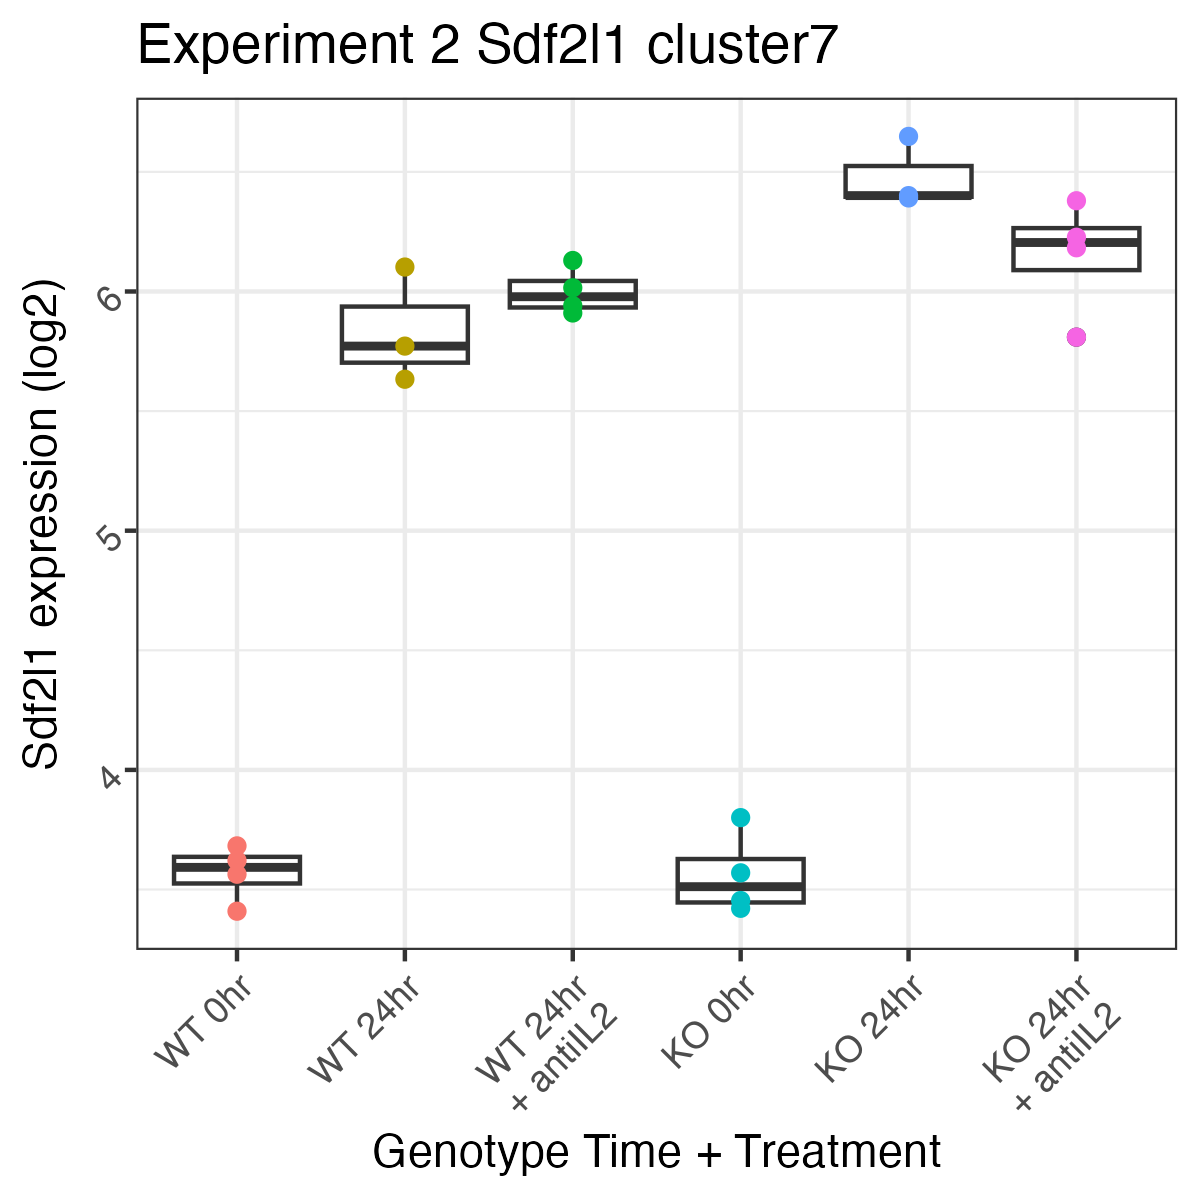 Experiment 2 Sdf2l1 cluster7
Sdf2l1 expression (log2)
6
5
4
WT 0hr
WT 24hr
WT 24hr
+ antiIL2
KO 0hr
KO 24hr
KO 24hr
+ antiIL2
Genotype Time + Treatment